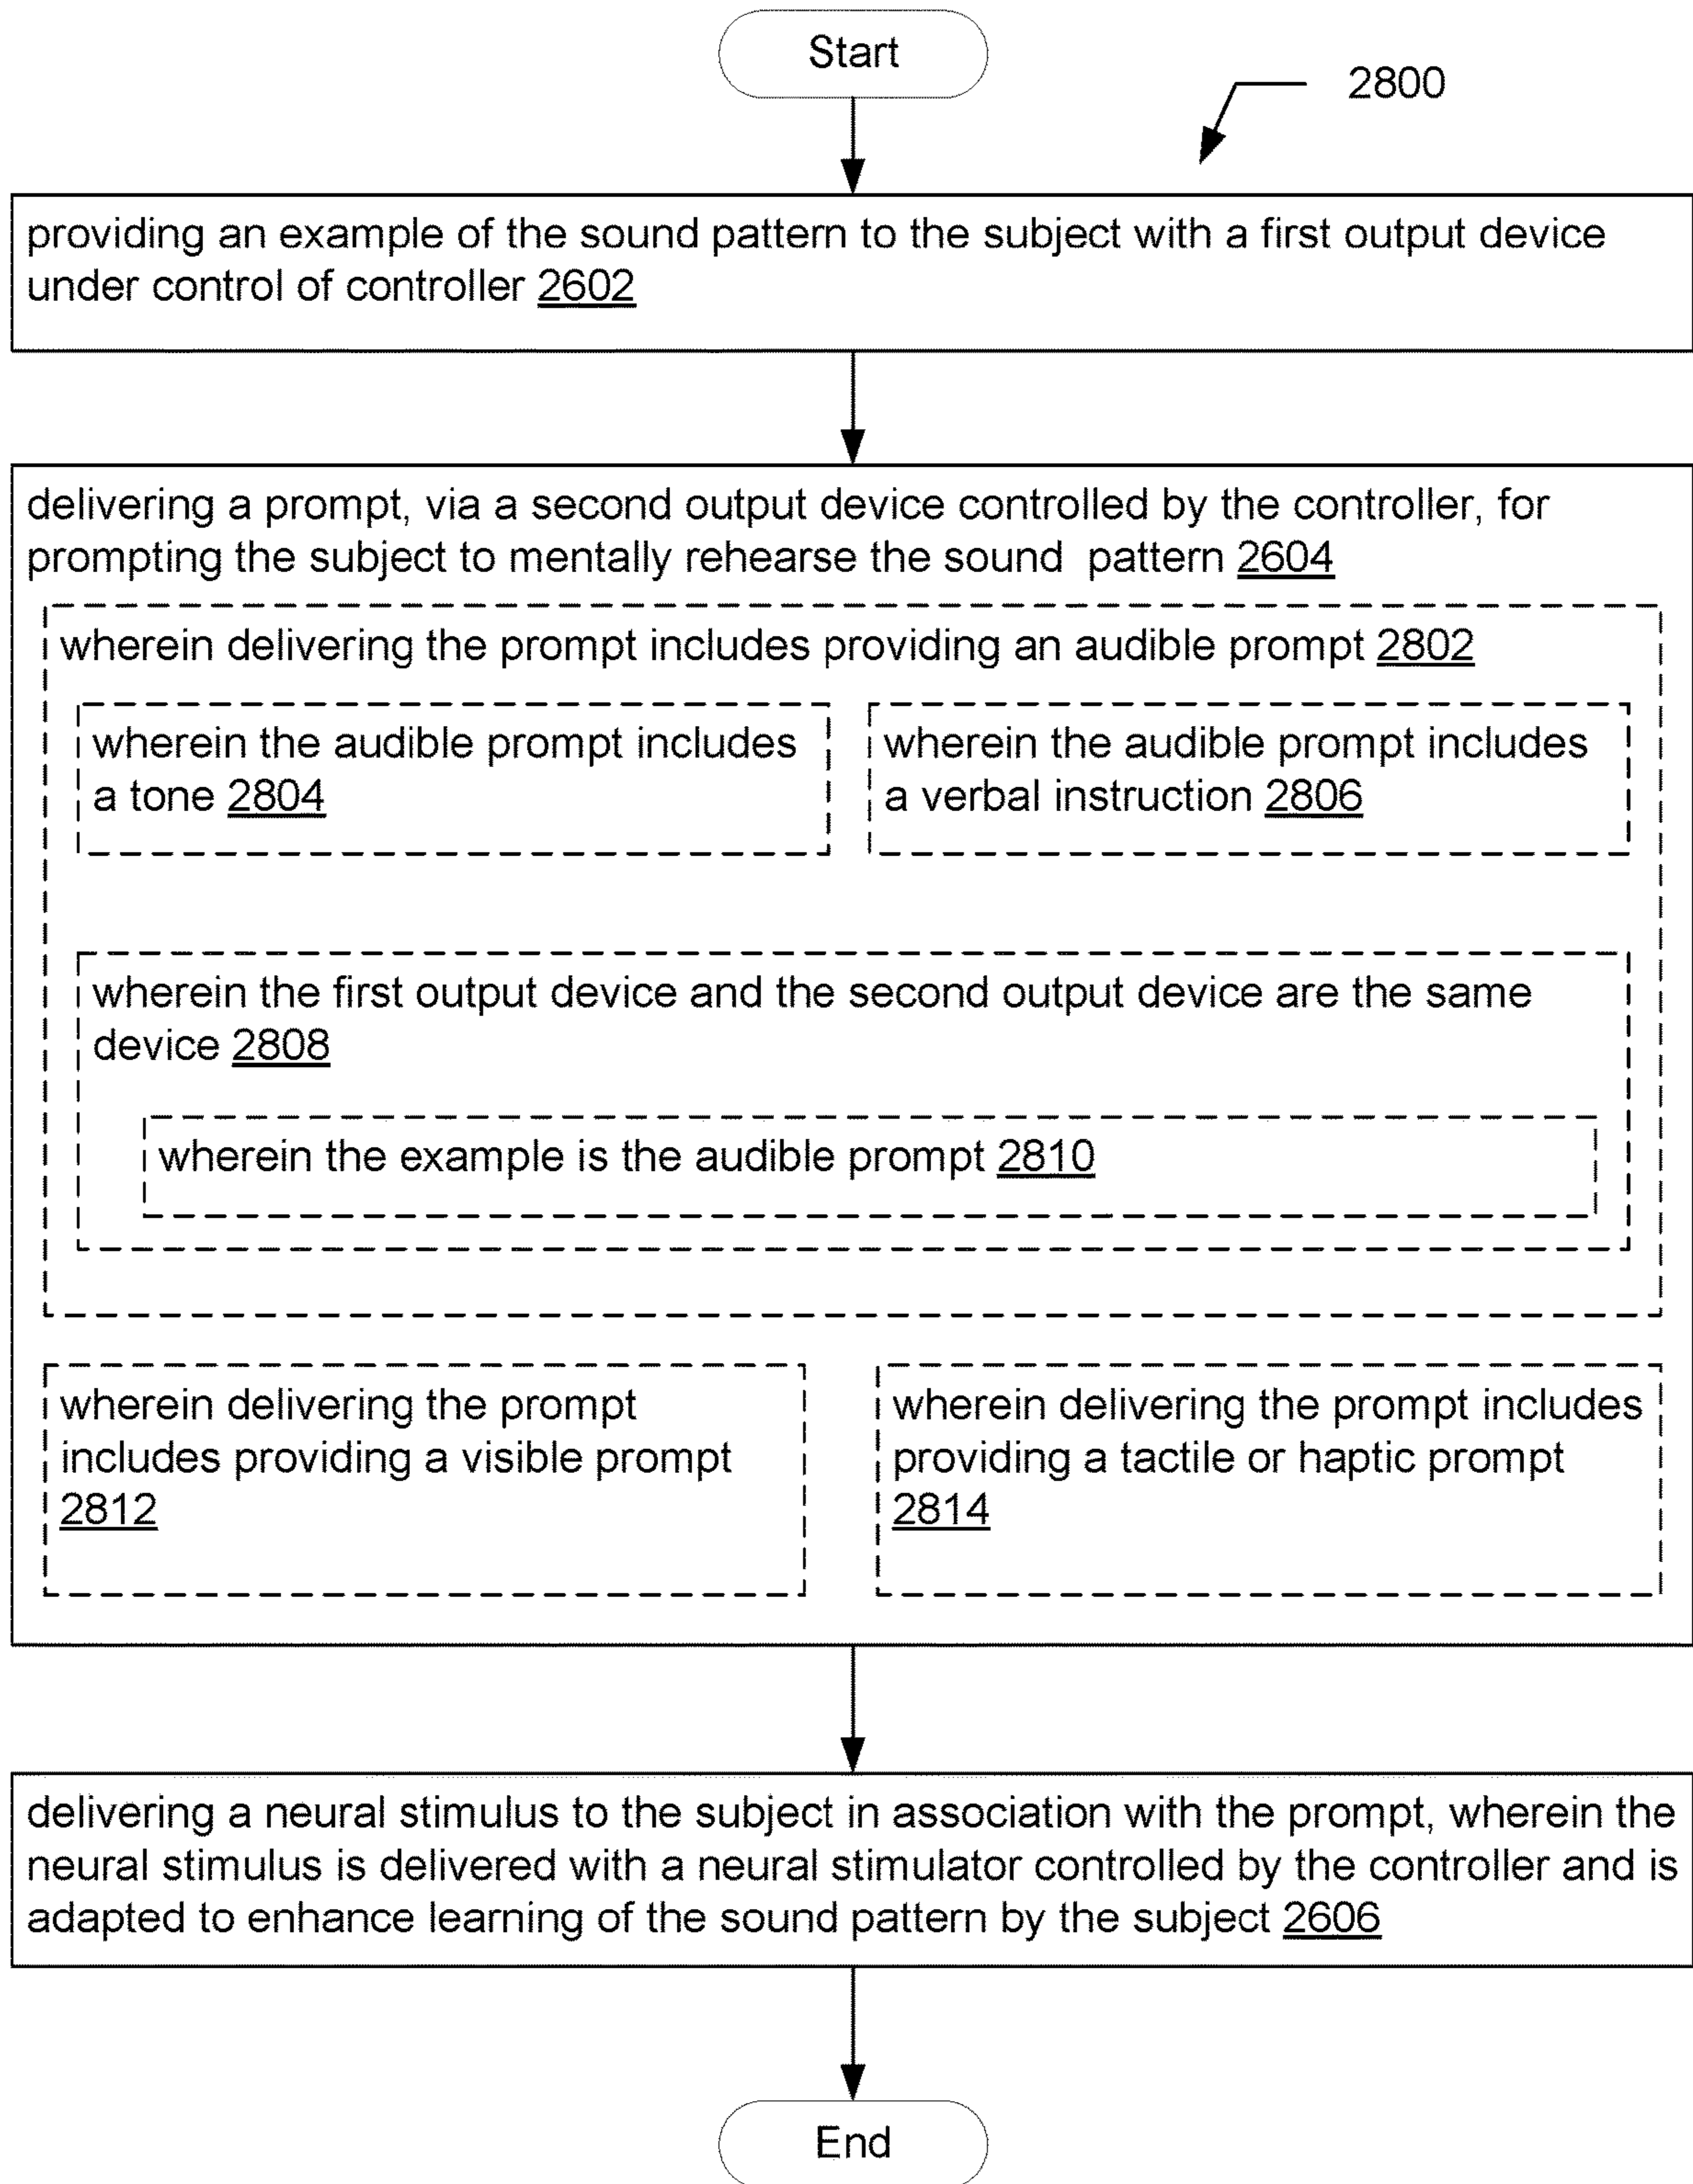 Start
2800
providing an example of the sound pattern to the subject with a first output device
under control of controller 2602
delivering a prompt, via a second output device controlled by the controller, for
prompting the subject to mentally rehearse the sound pattern 2604
wherein delivering the prompt includes providing an audible prompt 2802
wherein the audible prompt includes
a tone 2804
wherein the audible prompt includes
a verbal instruction 2806
wherein the first output device and the second output device are the same
device 2808
wherein the example is the audible prompt 2810
wherein delivering the prompt
includes providing a visible prompt
2812
wherein delivering the prompt includes
providing a tactile or haptic prompt
2814
delivering a neural stimulus to the subject in association with the prompt, wherein the
neural stimulus is delivered with a neural stimulator controlled by the controller and is
adapted to enhance learning of the sound pattern by the subject 2606
End